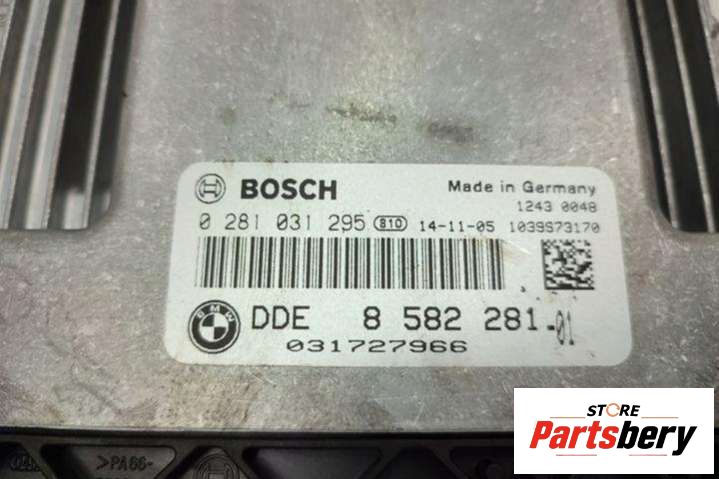 BOSCH Made in Germany
1243 0048
0 281 031 295 810 14-11-05 1039S73170
BMW
DDE 8 582 281.01
031727966
>PA66-
STORE
Partsbery